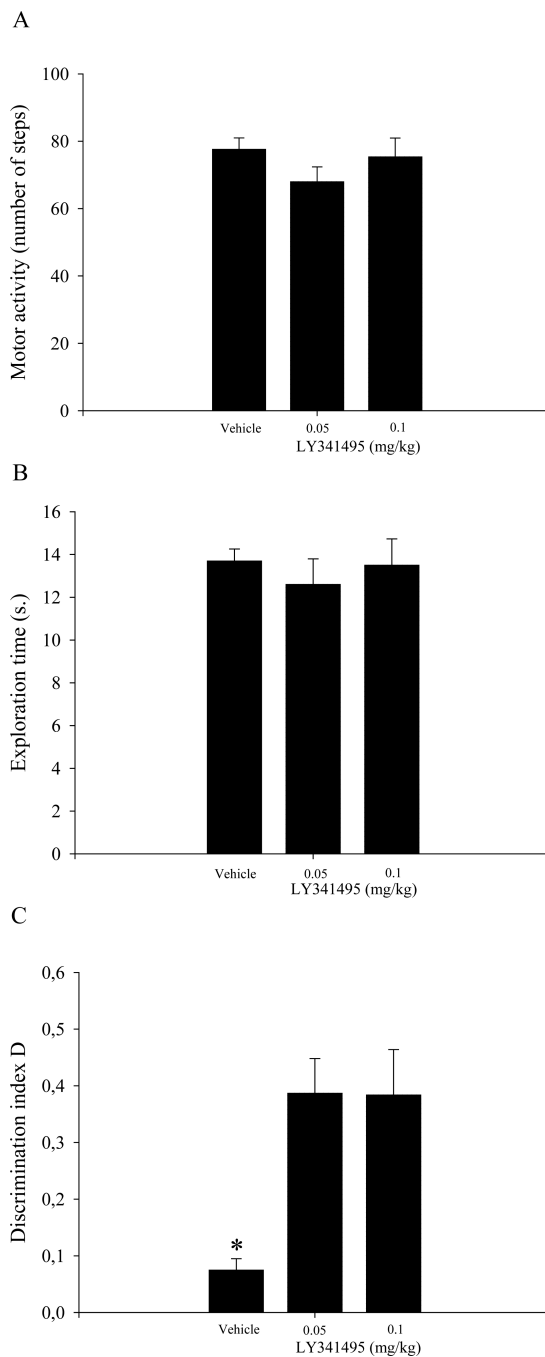 A
Motor activity (number of steps)
100
80
60
40
20
0
Vehicle
0.05
0.1
LY341495 (mg/kg)
B
Exploration time (s.)
16
14
12
10
8
6
4
2
0
Vehicle
0.05
0.1
LY341495 (mg/kg)
C
Discrimination index D
0,6
0,5
0,4
0,3
0,2
0,1
0,0
*
Vehicle
0.05
0.1
LY341495 (mg/kg)